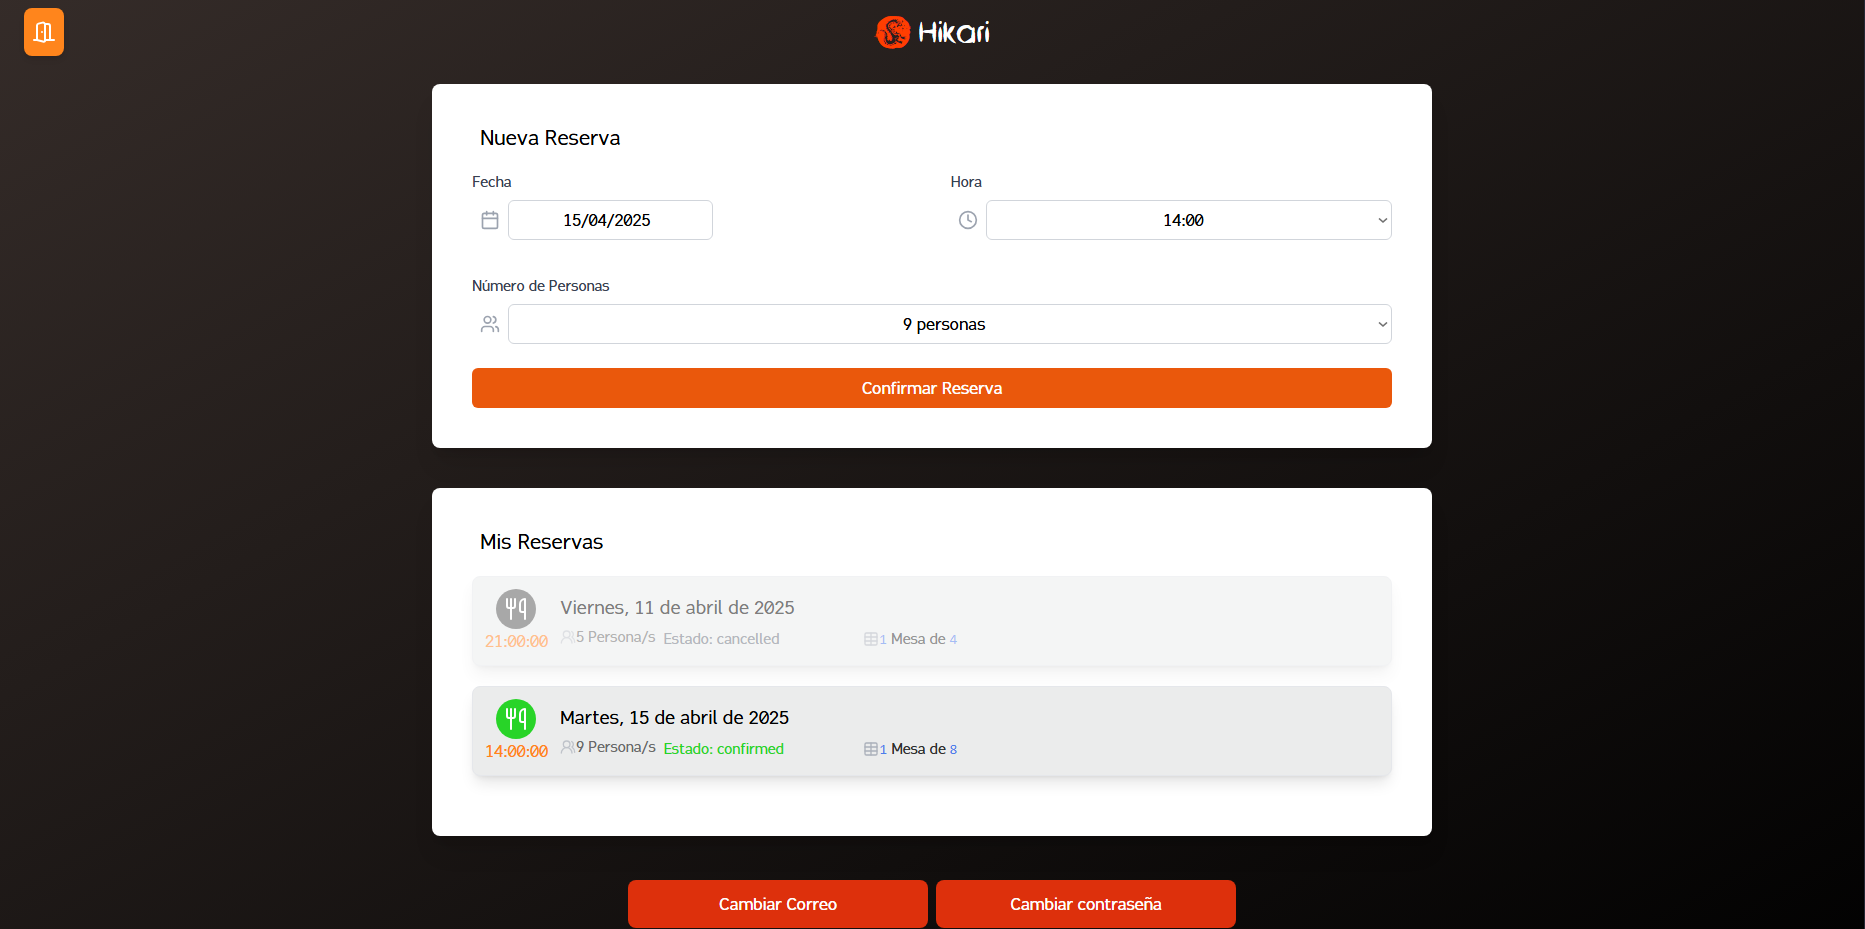 Hikari
Nueva Reserva
Fecha
Hora
15/04/2025
14:00
Número de Personas
9 personas
Confirmar Reserva
Mis Reservas
Viernes, 11 de abril de 2025
21:00:00
5 Persona/s
Estado: cancelled
1 Mesa de 4
Martes, 15 de abril de 2025
14:00:00
9 Persona/s
Estado: confirmed
1 Mesa de 8
Cambiar Correo
Cambiar contraseña